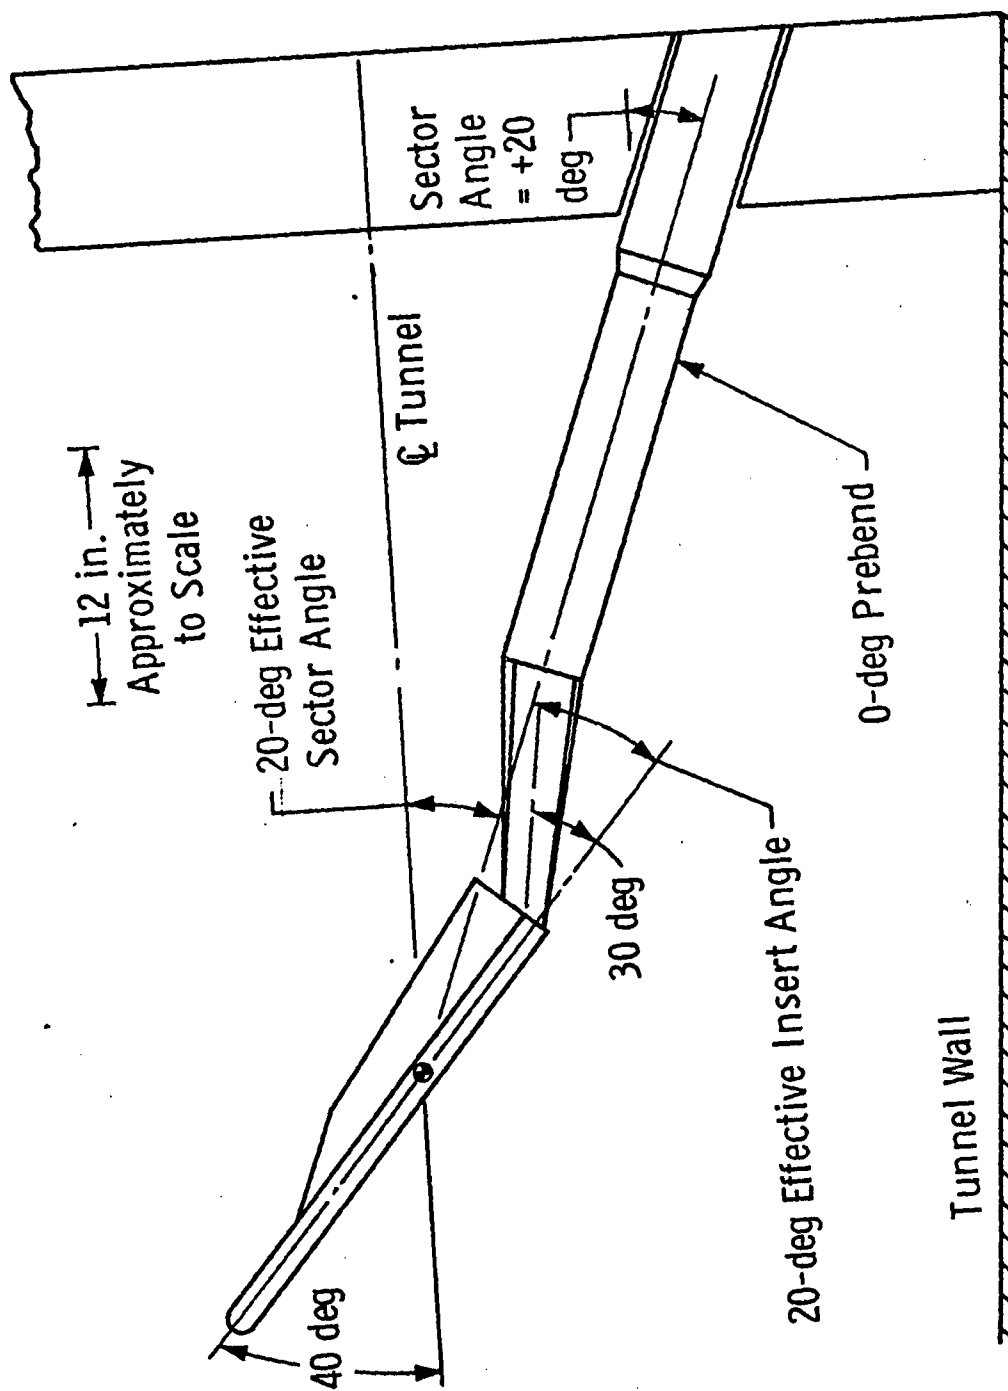 12 in.
Approximately
to Scale
20-deg Effective
Sector Angle
℄ Tunnel
Sector
Angle
= +20
deg
40 deg
30 deg
20-deg Effective Insert Angle
0-deg Prebend
Tunnel Wall